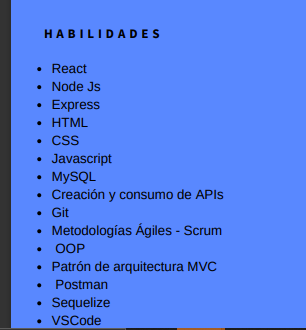 HABILIDADES
• React
• Node Js
• Express
• HTML
• CSS
• Javascript
• MySQL
• Creación y consumo de APIs
• Git
• Metodologías Ágiles - Scrum
• OOP
• Patrón de arquitectura MVC
• Postman
• Sequelize
• VSCode